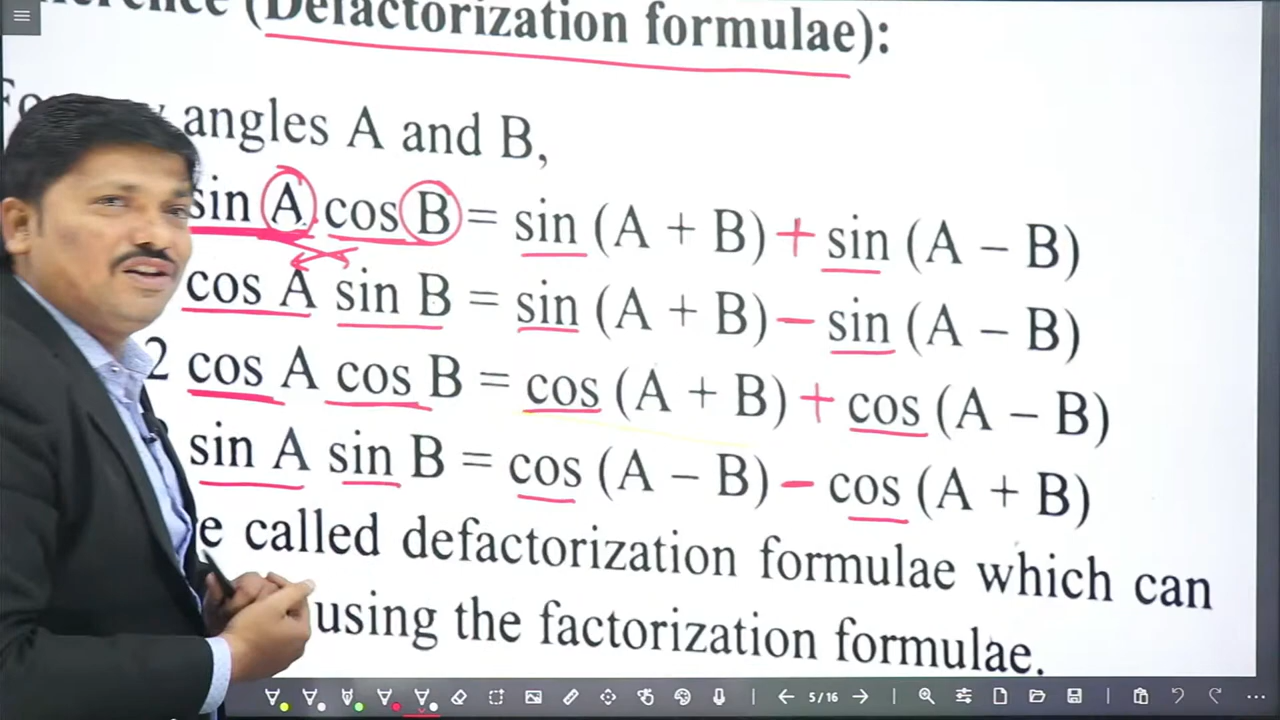 (Defactorization formulae):
angles A and B,
sin A cos B = sin (A + B) + sin (A − B)
cos A sin B = sin (A + B) − sin (A − B)
2 cos A cos B = cos (A + B) + cos (A − B)
sin A sin B = cos (A − B) − cos (A + B)
called defactorization formulae which can
using the factorization formulae.
5/16